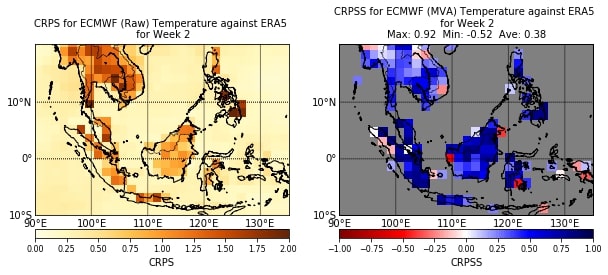 CRPS for ECMWF (Raw) Temperature against ERA5
for Week 2
10°N
0°
10°S
90°E 100°E 110°E 120°E 130°E
0.00 0.25 0.50 0.75 1.00 1.25 1.50 1.75 2.00
CRPS
CRPSS for ECMWF (MVA) Temperature against ERA5
for Week 2
Max: 0.92 Min: -0.52 Ave: 0.38
10°N
0°
10°S
90°E 100°E 110°E 120°E 130°E
−1.00 −0.75 −0.50 −0.25 0.00 0.25 0.50 0.75 1.00
CRPSS